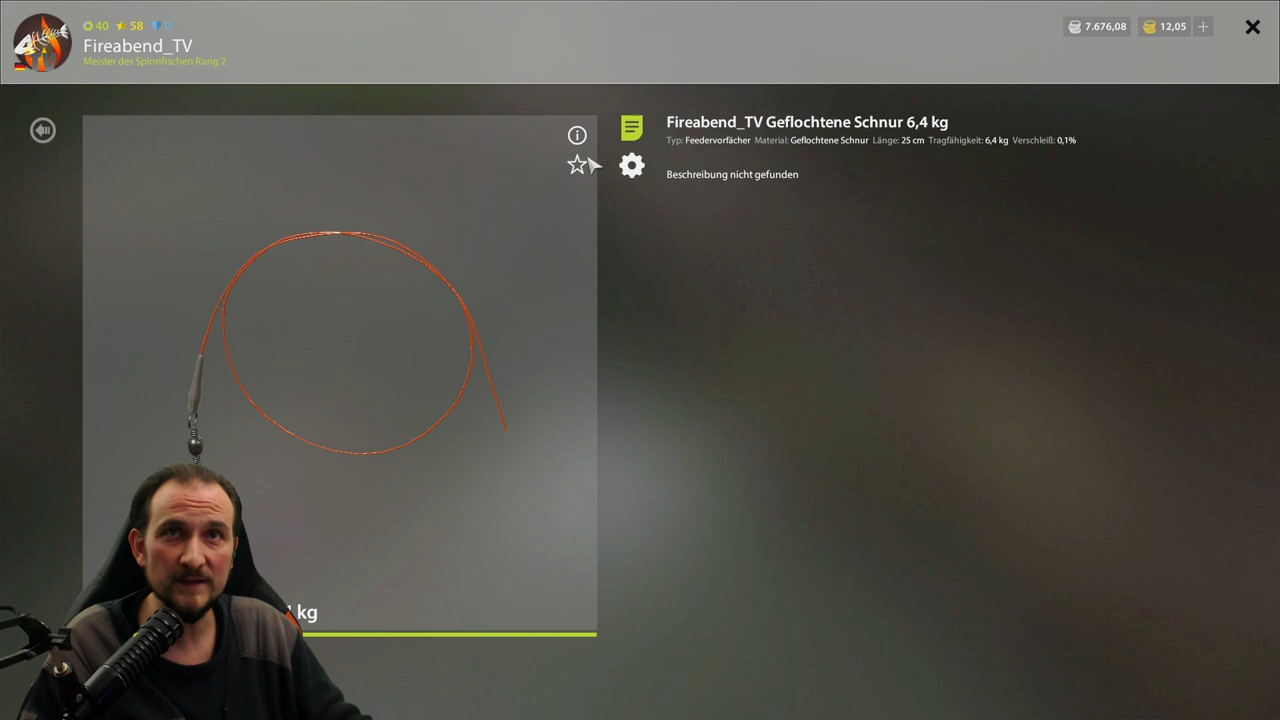 40 58 0
Fireabend_TV
Meister des Spinnfischen Rang 2
7.676,08 12,05 +
Fireabend_TV Geflochtene Schnur 6,4 kg
Typ: Feedervorfächer Material: Geflochtene Schnur Länge: 25 cm Tragfähigkeit: 6,4 kg Verschleiß: 0,1%
Beschreibung nicht gefunden
kg